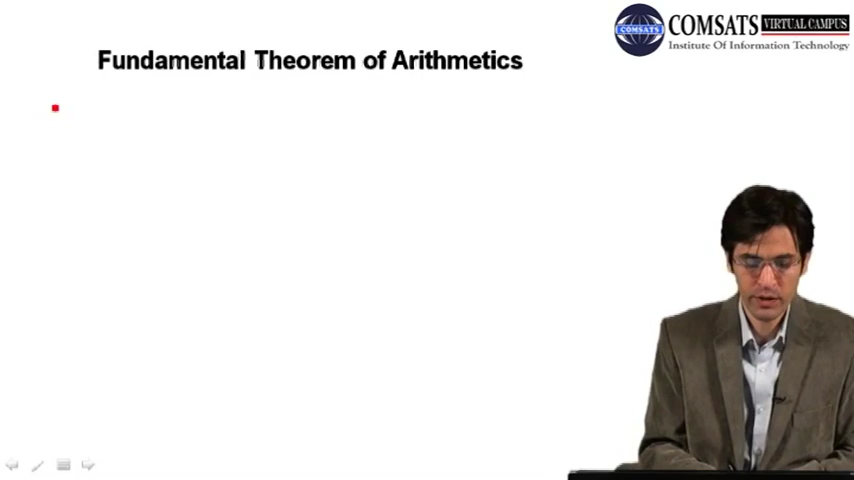 COMSATS VIRTUAL CAMPUS
Institute Of Information Technology
COMSATS
Fundamental Theorem of Arithmetics